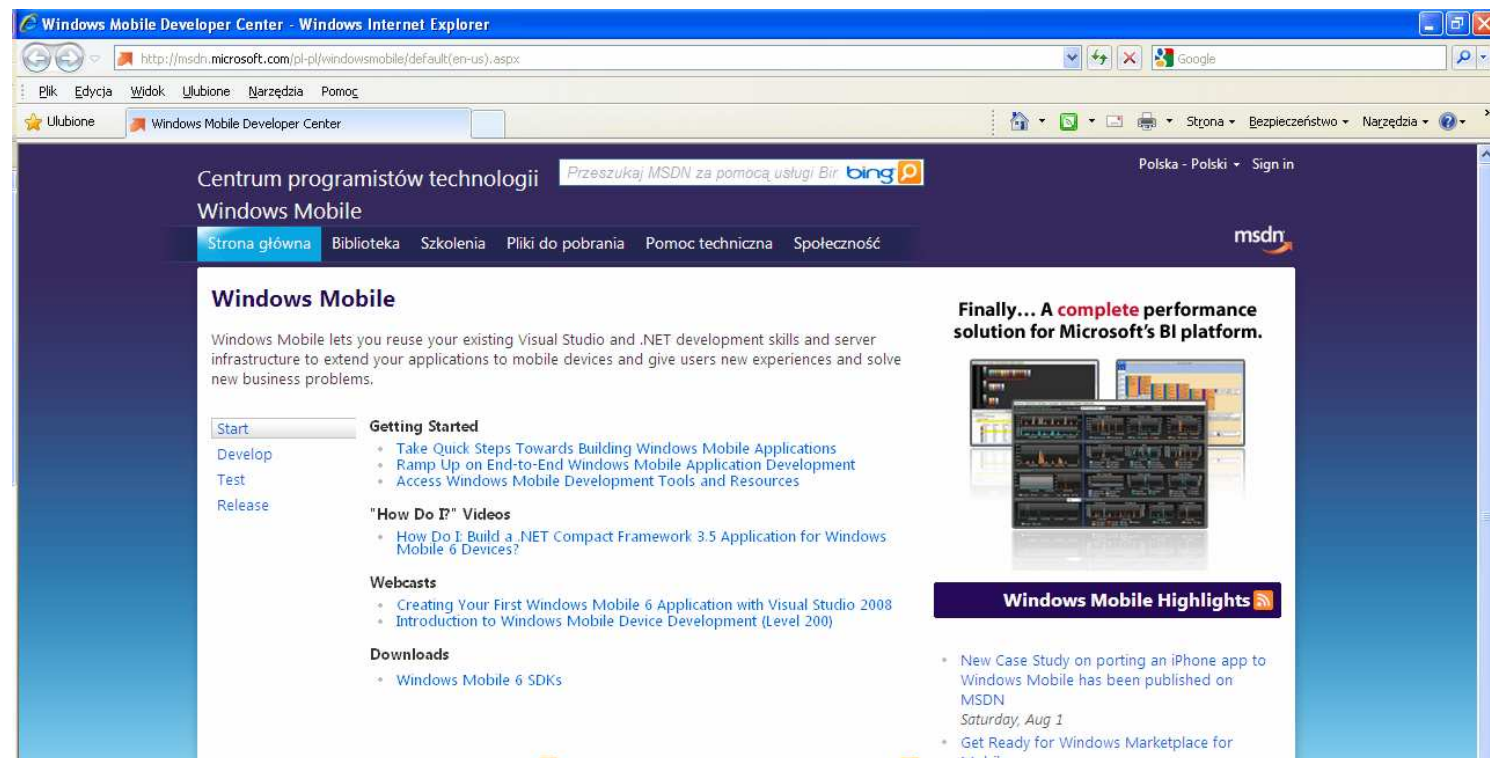 Windows Mobile Developer Center - Windows Internet Explorer
http://msdn.microsoft.com/pl-pl/windowsmobile/default(en-us).aspx
Google
Plik Edycja Widok Ulubione Narzędzia Pomoc
Ulubione
Windows Mobile Developer Center
Strona Bezpieczeństwo Narzędzia
Centrum programistów technologii
Windows Mobile
Przeszukaj MSDN za pomocą usługi Bir bing
Polska - Polski Sign in
Strona główna Biblioteka Szkolenia Pliki do pobrania Pomoc techniczna Społeczność
msdn
Windows Mobile
Windows Mobile lets you reuse your existing Visual Studio and .NET development skills and server
infrastructure to extend your applications to mobile devices and give users new experiences and solve
new business problems.
Start
Develop
Test
Release
Getting Started
Take Quick Steps Towards Building Windows Mobile Applications
Ramp Up on End-to-End Windows Mobile Application Development
Access Windows Mobile Development Tools and Resources
"How Do I?" Videos
How Do I: Build a .NET Compact Framework 3.5 Application for Windows
Mobile 6 Devices?
Webcasts
Creating Your First Windows Mobile 6 Application with Visual Studio 2008
Introduction to Windows Mobile Device Development (Level 200)
Downloads
Windows Mobile 6 SDKs
Finally... A complete performance
solution for Microsoft's BI platform.
Windows Mobile Highlights
New Case Study on porting an iPhone app to
Windows Mobile has been published on
MSDN
Saturday, Aug 1
Get Ready for Windows Marketplace for